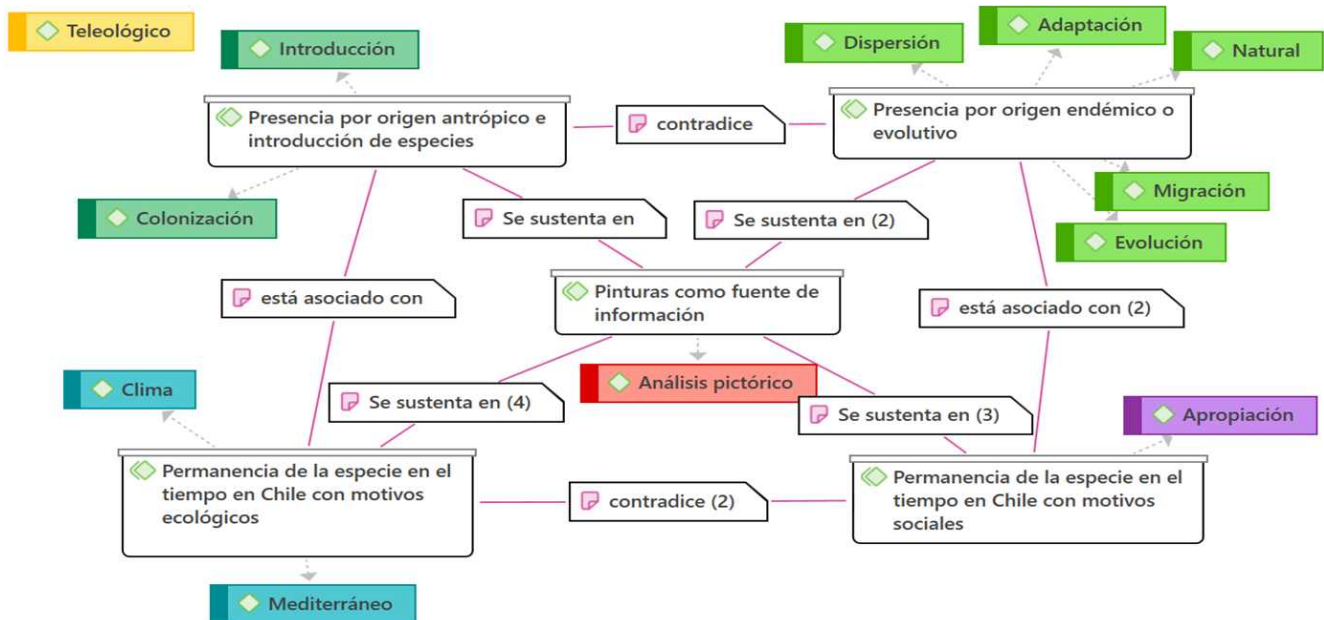 Teleológico
Introducción
Dispersión
Adaptación
Natural
Presencia por origen antrópico e
introducción de especies
contradice
Presencia por origen endémico o
evolutivo
Colonización
Se sustenta en
Se sustenta en (2)
Migración
Evolución
está asociado con
Pinturas como fuente de
información
está asociado con (2)
Clima
Análisis pictórico
Se sustenta en (4)
Se sustenta en (3)
Apropiación
Permanencia de la especie en el
tiempo en Chile con motivos
ecológicos
contradice (2)
Permanencia de la especie en el
tiempo en Chile con motivos
sociales
Mediterráneo